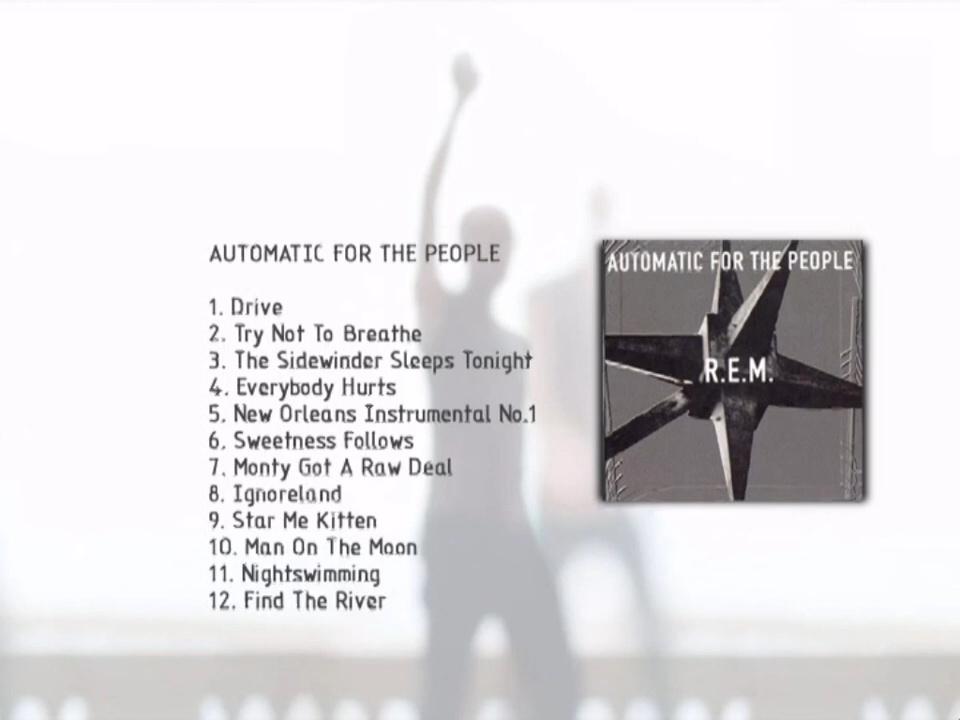 AUTOMATIC FOR THE PEOPLE
1. Drive
2. Try Not To Breathe
3. The Sidewinder Sleeps Tonight
4. Everybody Hurts
5. New Orleans Instrumental No.1
6. Sweetness Follows
7. Monty Got A Raw Deal
8. Ignoreland
9. Star Me Kitten
10. Man On The Moon
11. Nightswimming
12. Find The River
AUTOMATIC FOR THE PEOPLE
R.E.M.